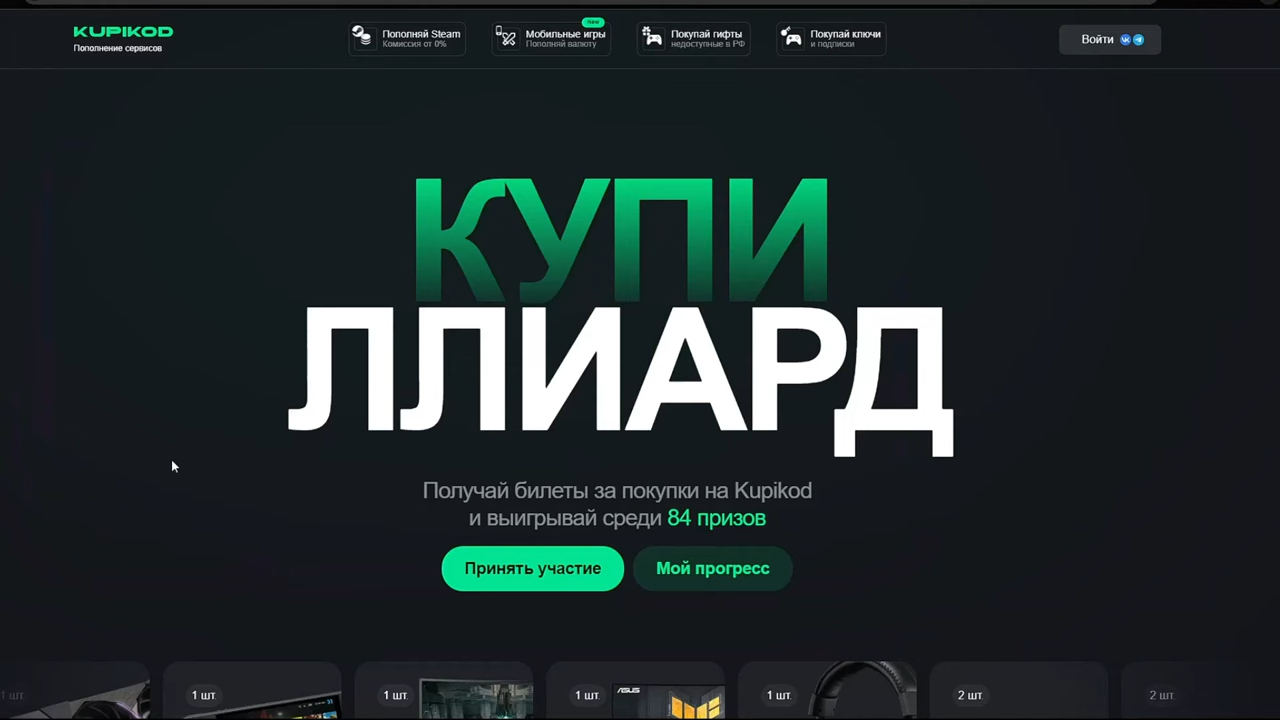 KUPIKOD
Пополнение сервисов
Пополняй Steam
Комиссия от 0%
New
Мобильные игры
Пополняй валюту
Покупай гифты
недоступные в РФ
Покупай ключи
и подписки
Войти
КУПИ
ЛЛИАРД
Получай билеты за покупки на Kupikod
и выигрывай среди 84 призов
Принять участие
Мой прогресс
1 шт.
1 шт.
1 шт.
1 шт.
1 шт.
2 шт.
2 шт.
ASUS